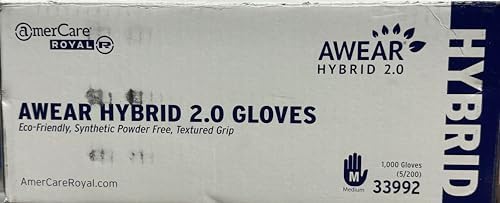 amerCare®
ROYAL R
AWEAR
HYBRID 2.0
HYBRID
AWEAR HYBRID 2.0 GLOVES
Eco-Friendly, Synthetic Powder Free, Textured Grip
AmerCareRoyal.com
M
Medium
1,000 Gloves
(5/200)
33992